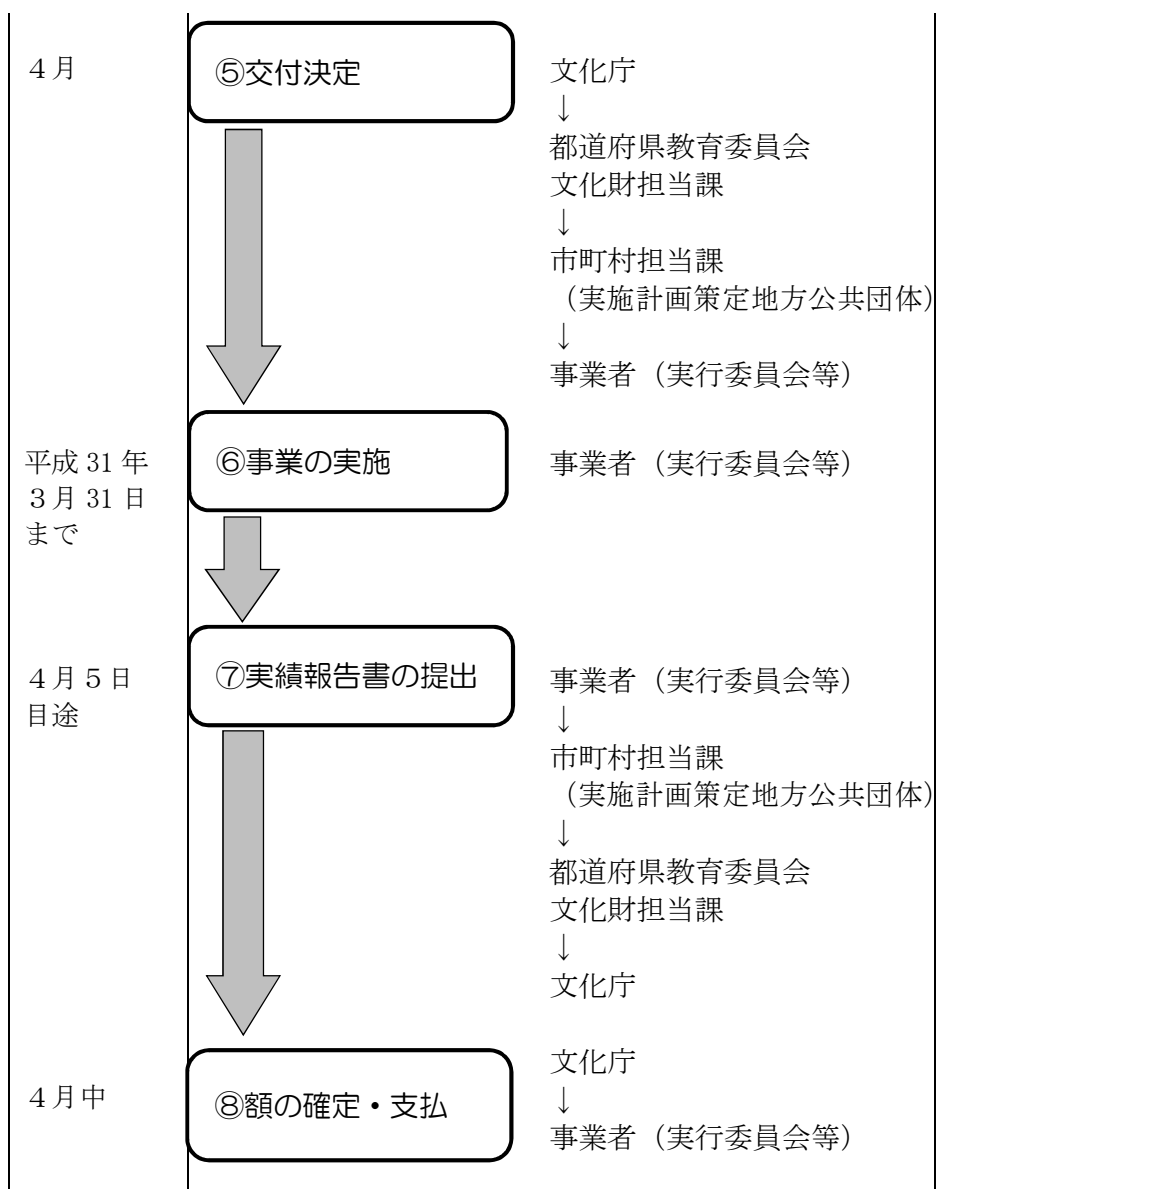 ４月
⑤交付決定
文化庁
↓
都道府県教育委員会
文化財担当課
↓
市町村担当課
（実施計画策定地方公共団体）
↓
事業者（実行委員会等）
平成 31 年
３月 31 日
まで
⑥事業の実施
事業者（実行委員会等）
４月５日
目途
⑦実績報告書の提出
事業者（実行委員会等）
↓
市町村担当課
（実施計画策定地方公共団体）
↓
都道府県教育委員会
文化財担当課
↓
文化庁
４月中
⑧額の確定・支払
文化庁
↓
事業者（実行委員会等）